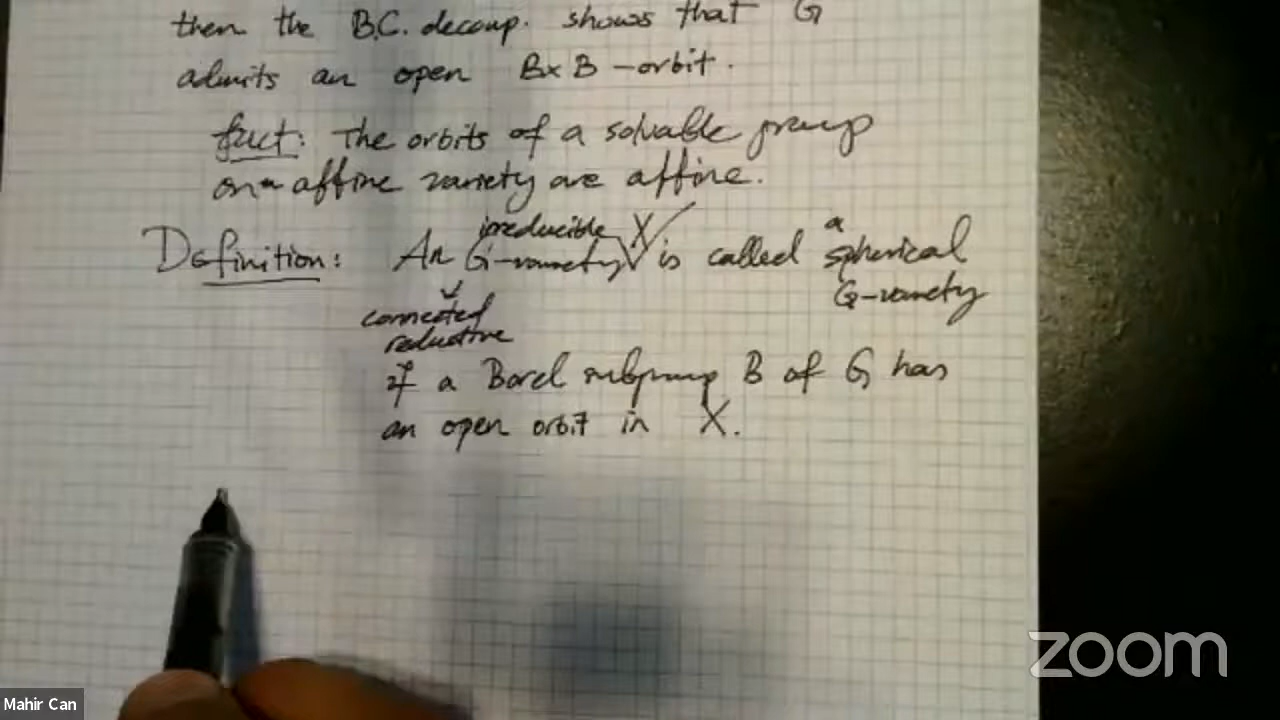 then the B.C. decomp. shows that G
admits an open B×B-orbit.
fact: The orbits of a solvable group
on a affine variety are affine.
irreducible X a
Definition: An G-variety is called spherical
G-variety
connected
reductive
if a Borel subgroup B of G has
an open orbit in X.
zoom
Mahir Can